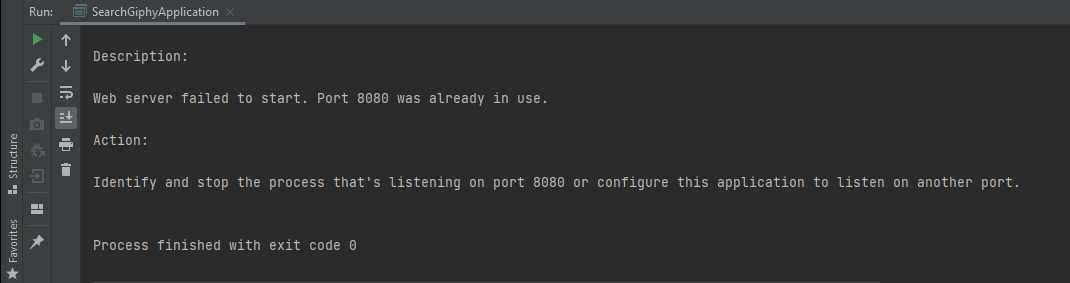 Run: SearchGiphyApplication
Description:
Web server failed to start. Port 8080 was already in use.
Action:
Identify and stop the process that's listening on port 8080 or configure this application to listen on another port.
Process finished with exit code 0
Structure
Favorites